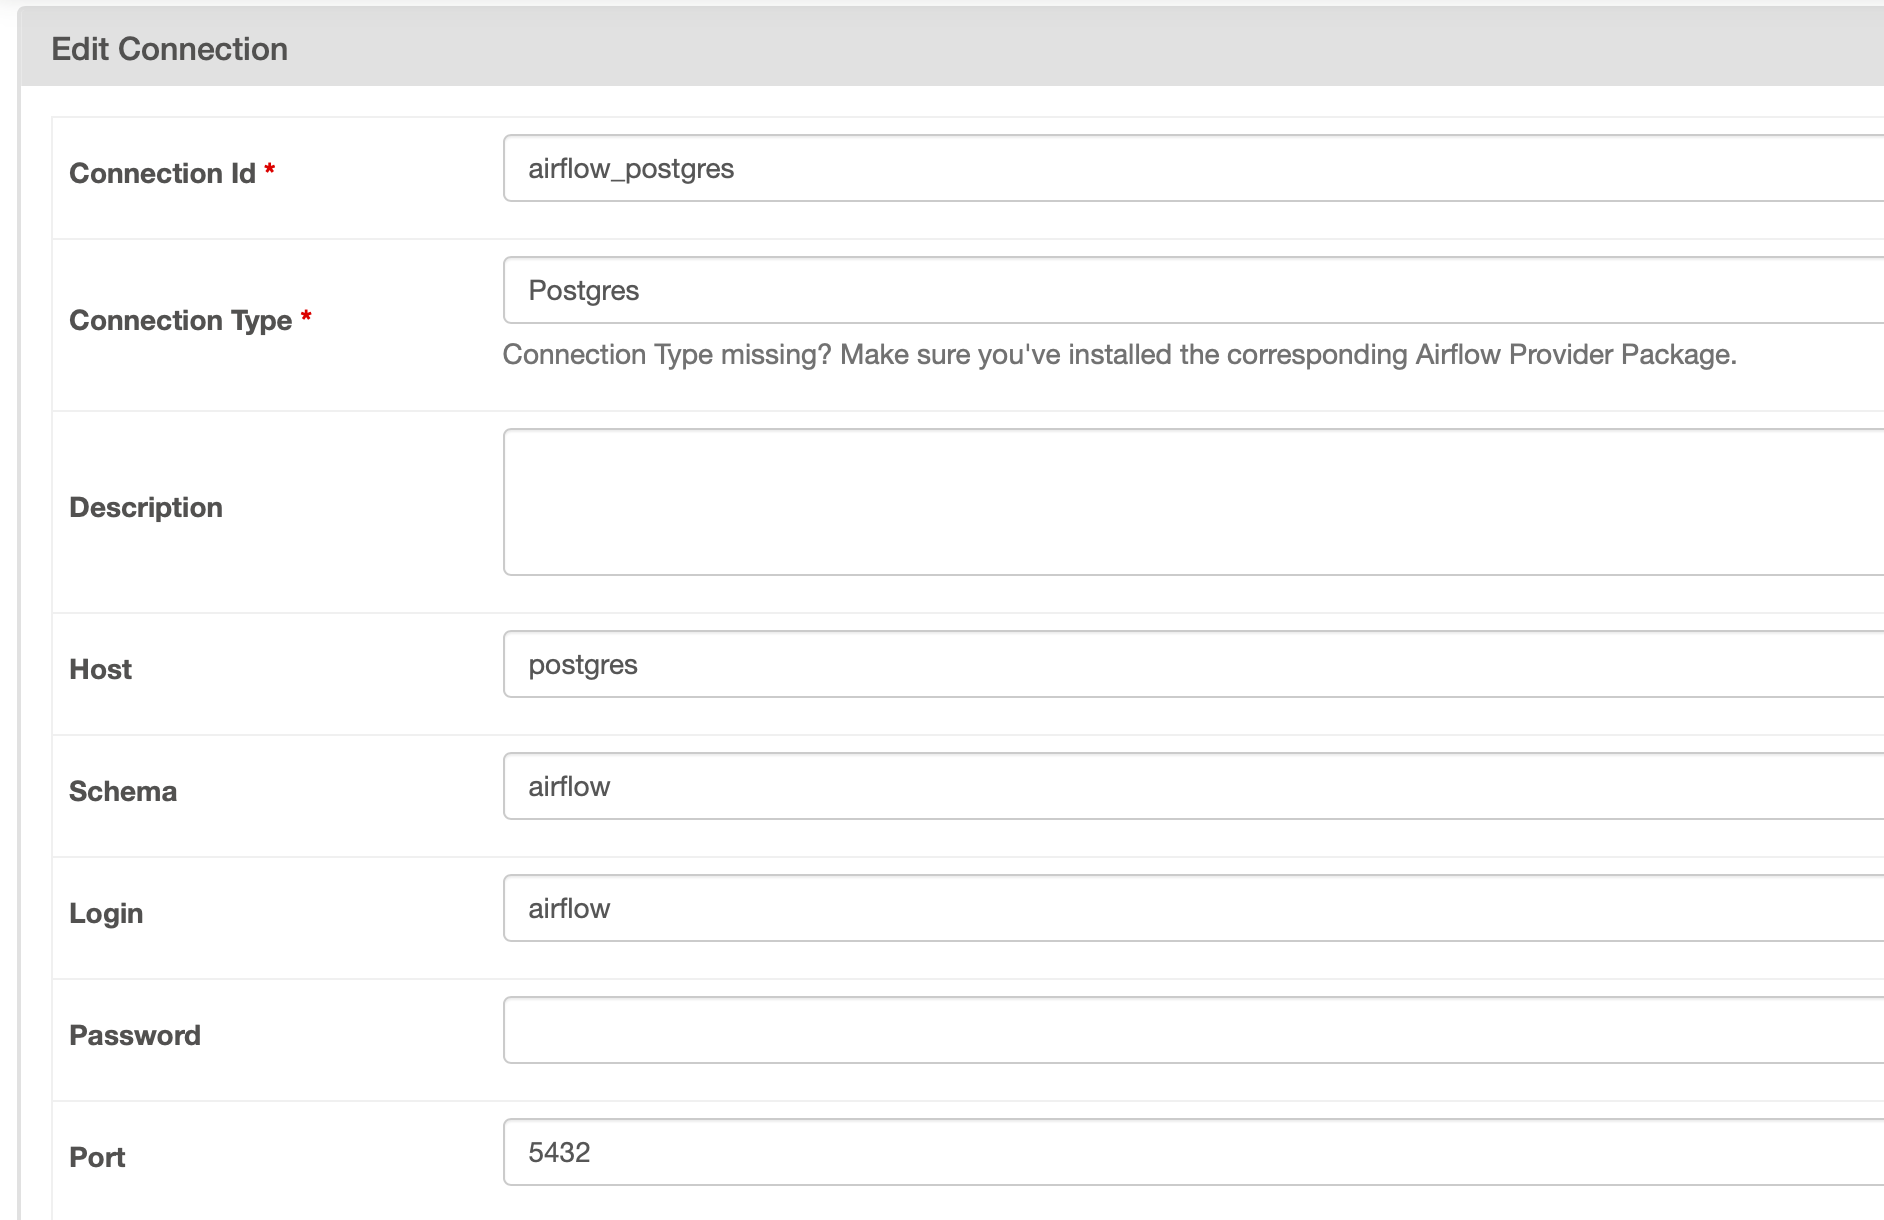 Edit Connection
Connection Id *
airflow_postgres
Connection Type *
Postgres
Connection Type missing? Make sure you've installed the corresponding Airflow Provider Package.
Description
Host
postgres
Schema
airflow
Login
airflow
Password
Port
5432